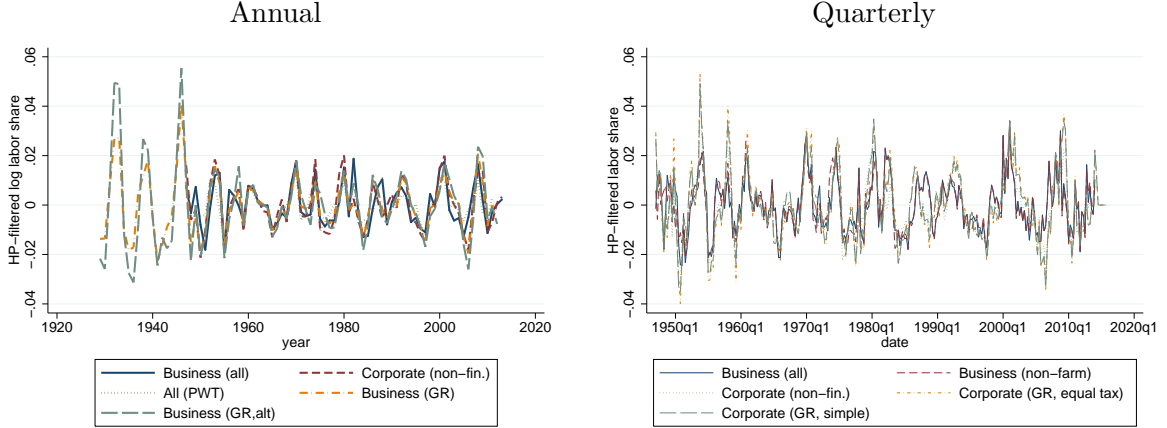 Annual
HP−filtered log labor share
.06
.04
.02
0
−.02
−.04
1920 1940 1960 1980 2000 2020
year
Business (all) Corporate (non−fin.)
All (PWT) Business (GR)
Business (GR,alt)
Quarterly
HP−filtered labor share
.06
.04
.02
0
−.02
−.04
1950q1 1960q1 1970q1 1980q1 1990q1 2000q1 2010q1 2020q1
date
Business (all) Business (non−farm)
Corporate (non−fin.) Corporate (GR, equal tax)
Corporate (GR, simple)